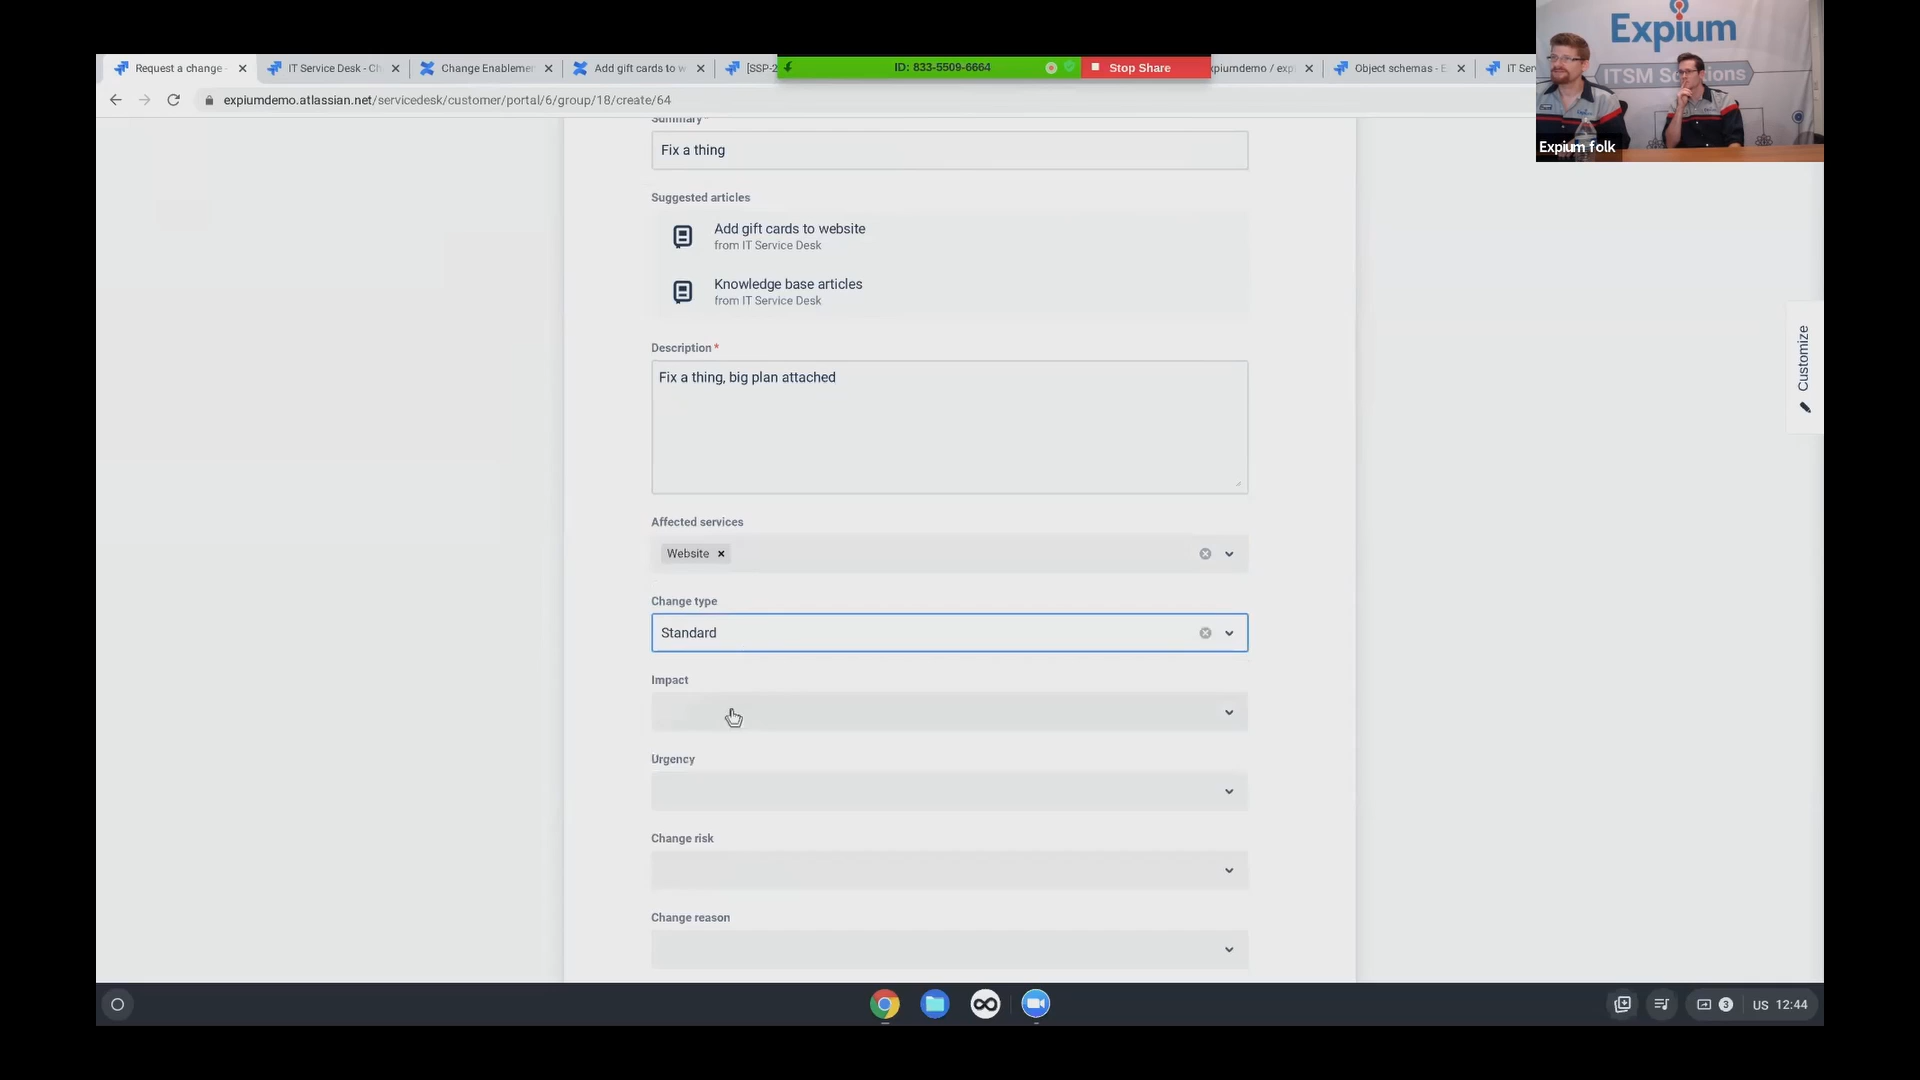 Request a change -
IT Service Desk - Ch
Change Enablemen
Add gift cards to w
[SSP-2
ID: 833-5509-6664
Stop Share
xpiumdemo / exp
Object schemas - E
IT Ser
expiumdemo.atlassian.net/servicedesk/customer/portal/6/group/18/create/64
Expium
ITSM Solutions
Expium folk
Summary
Fix a thing
Suggested articles
Add gift cards to website
from IT Service Desk
Knowledge base articles
from IT Service Desk
Customize
Description *
Fix a thing, big plan attached
Affected services
Website
Change type
Standard
Impact
Urgency
Change risk
Change reason
3
US 12:44